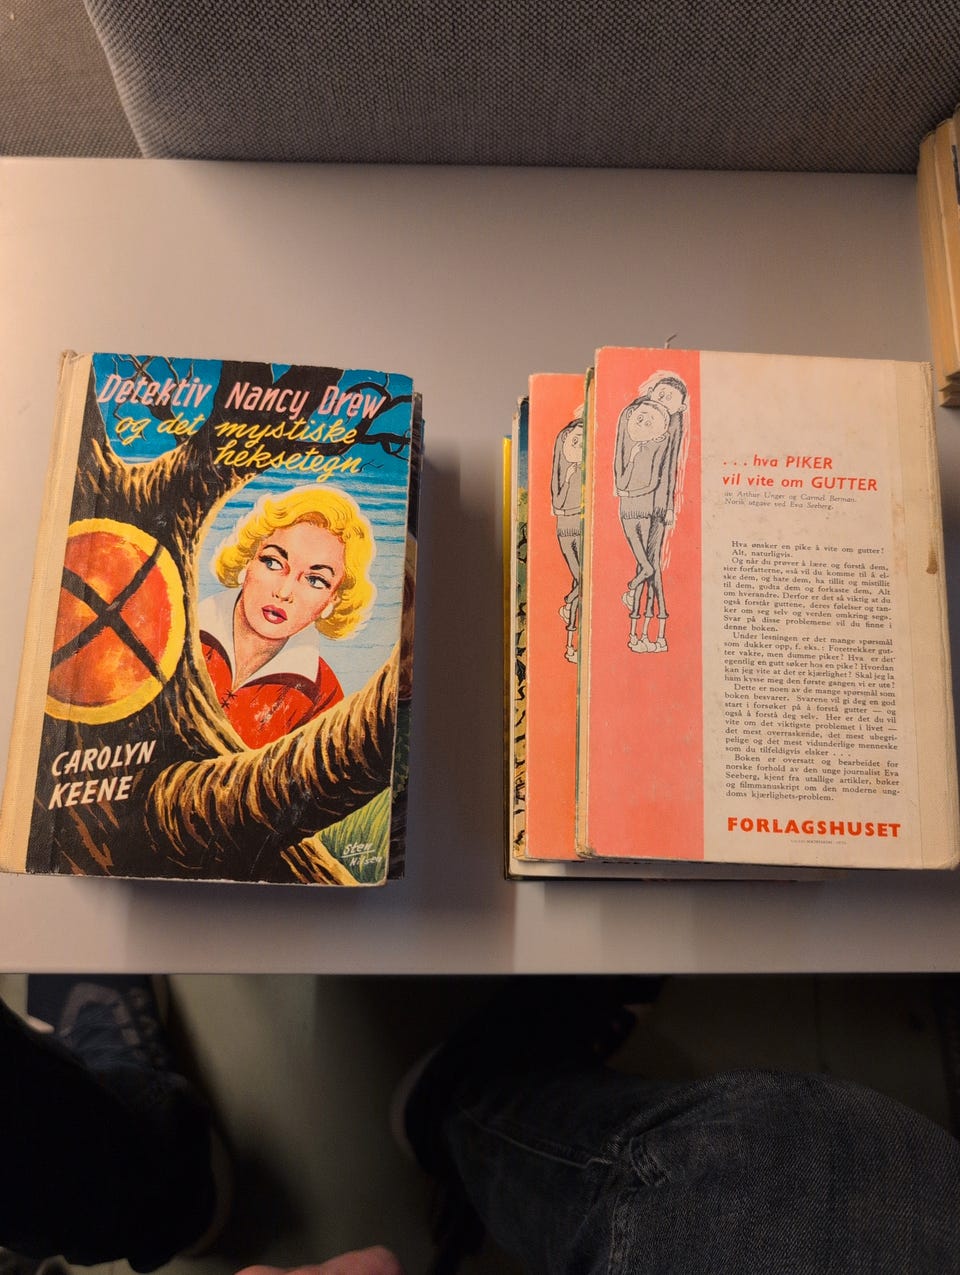 Detektiv Nancy Drew
og det mystiske
heksetegn
CAROLYN
KEENE
Sten
Nilsen
. . . hva PIKER
vil vite om GUTTER
av Arthur Unger og Carmel Berman.
Norsk utgave ved Eva Seeberg.
Hva ønsker en pike å vite om gutter?
Alt, naturligvis.
Og når du prøver å lære og forstå dem,
sier forfatterne, «så vil du komme til å el-
ske dem, og hate dem, ha tillit og mistillit
til dem, godta dem og forkaste dem, Alt
om hverandre. Derfor er det så viktig at du
også forstår guttene, deres følelser og tan-
ker om seg selv og verden omkring seg».
Svar på disse problemene vil du finne i
denne boken.
Under lesningen er det mange spørsmål
som dukker opp, f. eks.: Foretrekker gut-
ter vakre, men dumme piker? Hva er det
egentlig en gutt søker hos en pike? Hvordan
kan jeg vite at det er kjærlighet? Skal jeg la
ham kysse meg den første gangen vi er ute?
Dette er noen av de mange spørsmål som
boken besvarer. Svarene vil gi deg en god
start i forsøket på å forstå gutter — og
også å forstå deg selv. Her er det du vil
vite om det viktigste problemet i livet —
det mest overraskende, det mest ubegri-
pelige og det mest vidunderlige menneske
som du tilfeldigvis elsker . . .
Boken er oversatt og bearbeidet for
norske forhold av den unge journalist Eva
Seeberg, kjent fra utallige artikler, bøker
og filmmanuskript om den moderne ung-
doms kjærlighets-problem.
FORLAGSHUSET